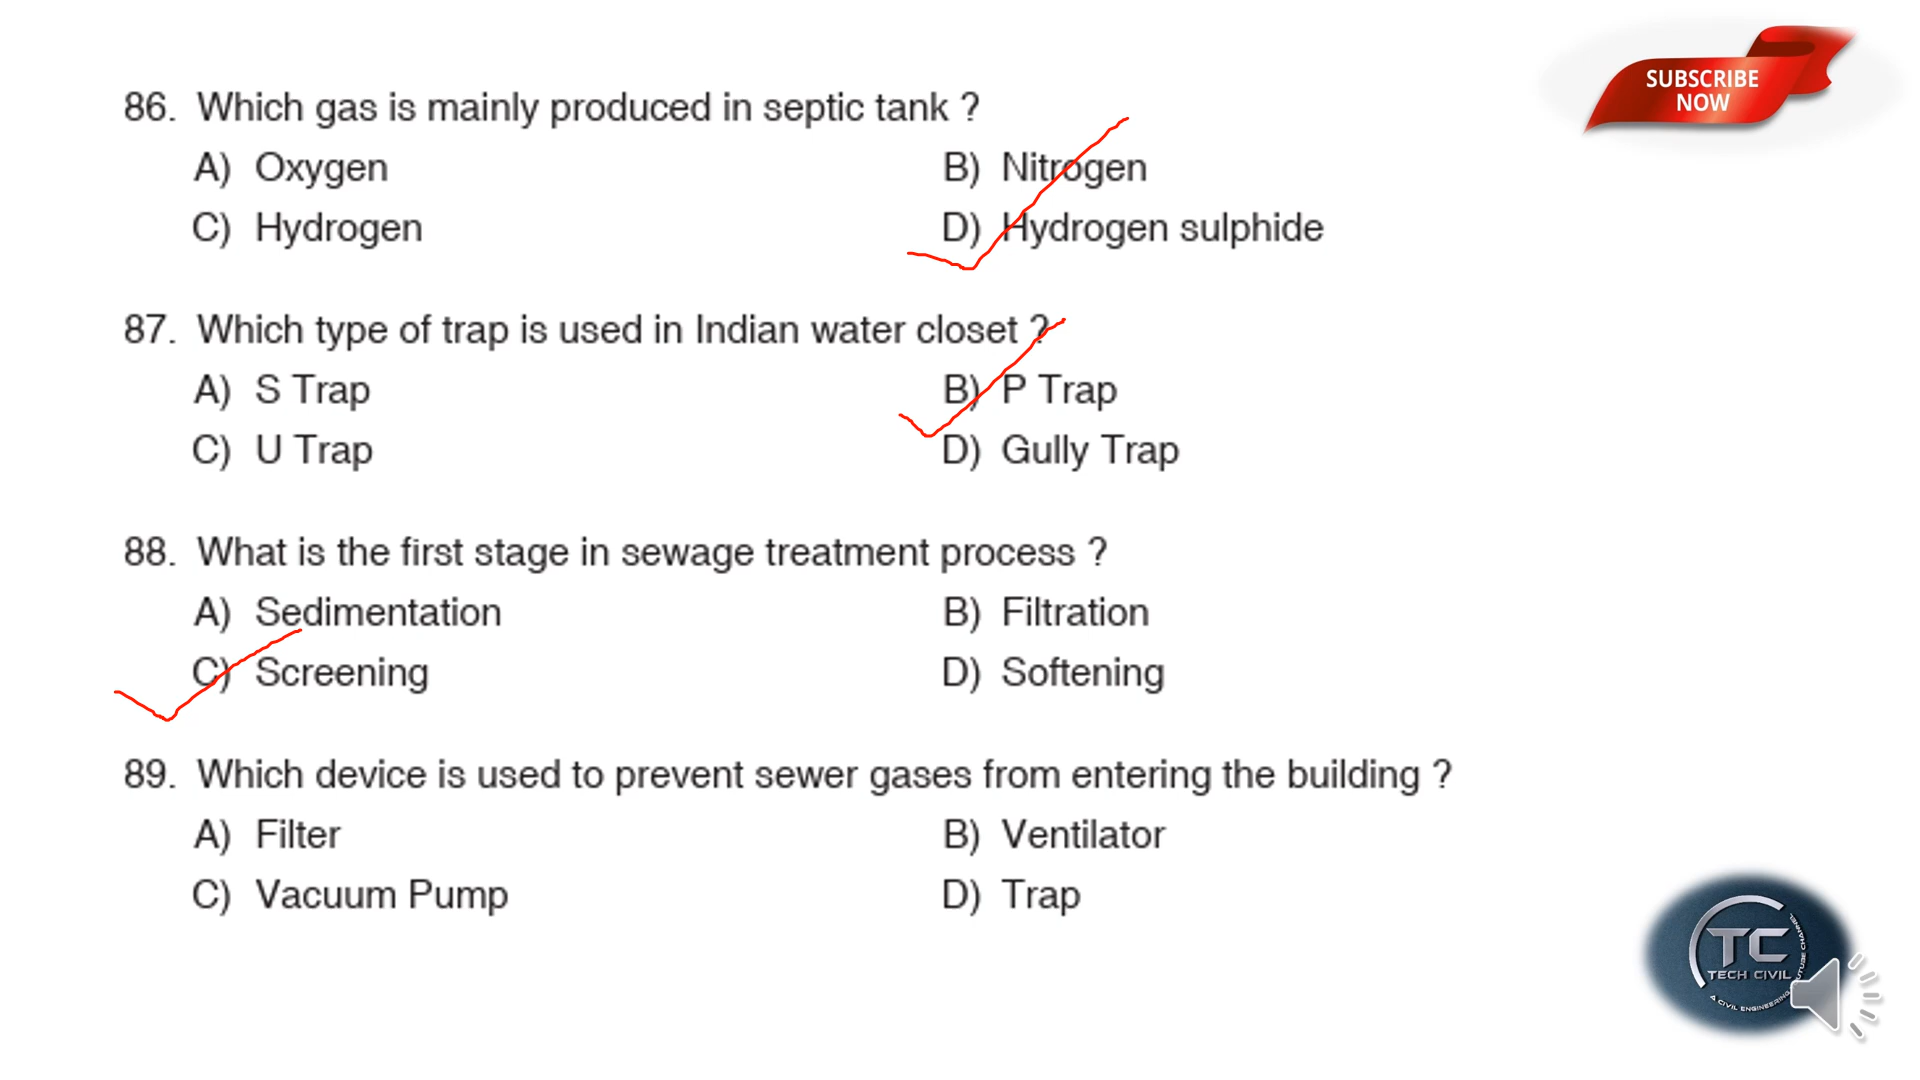 SUBSCRIBE
NOW
86. Which gas is mainly produced in septic tank ?
A) Oxygen B) Nitrogen
C) Hydrogen D) Hydrogen sulphide
87. Which type of trap is used in Indian water closet ?
A) S Trap B) P Trap
C) U Trap D) Gully Trap
88. What is the first stage in sewage treatment process ?
A) Sedimentation B) Filtration
C) Screening D) Softening
89. Which device is used to prevent sewer gases from entering the building ?
A) Filter B) Ventilator
C) Vacuum Pump D) Trap
TC
TECH CIVIL
A CIVIL ENGINEERING